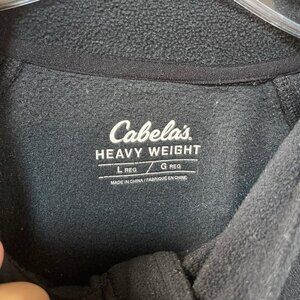 Cabela's
HEAVY WEIGHT
L REG / G REG
MADE IN CHINA / FABRIQUÉ EN CHINE